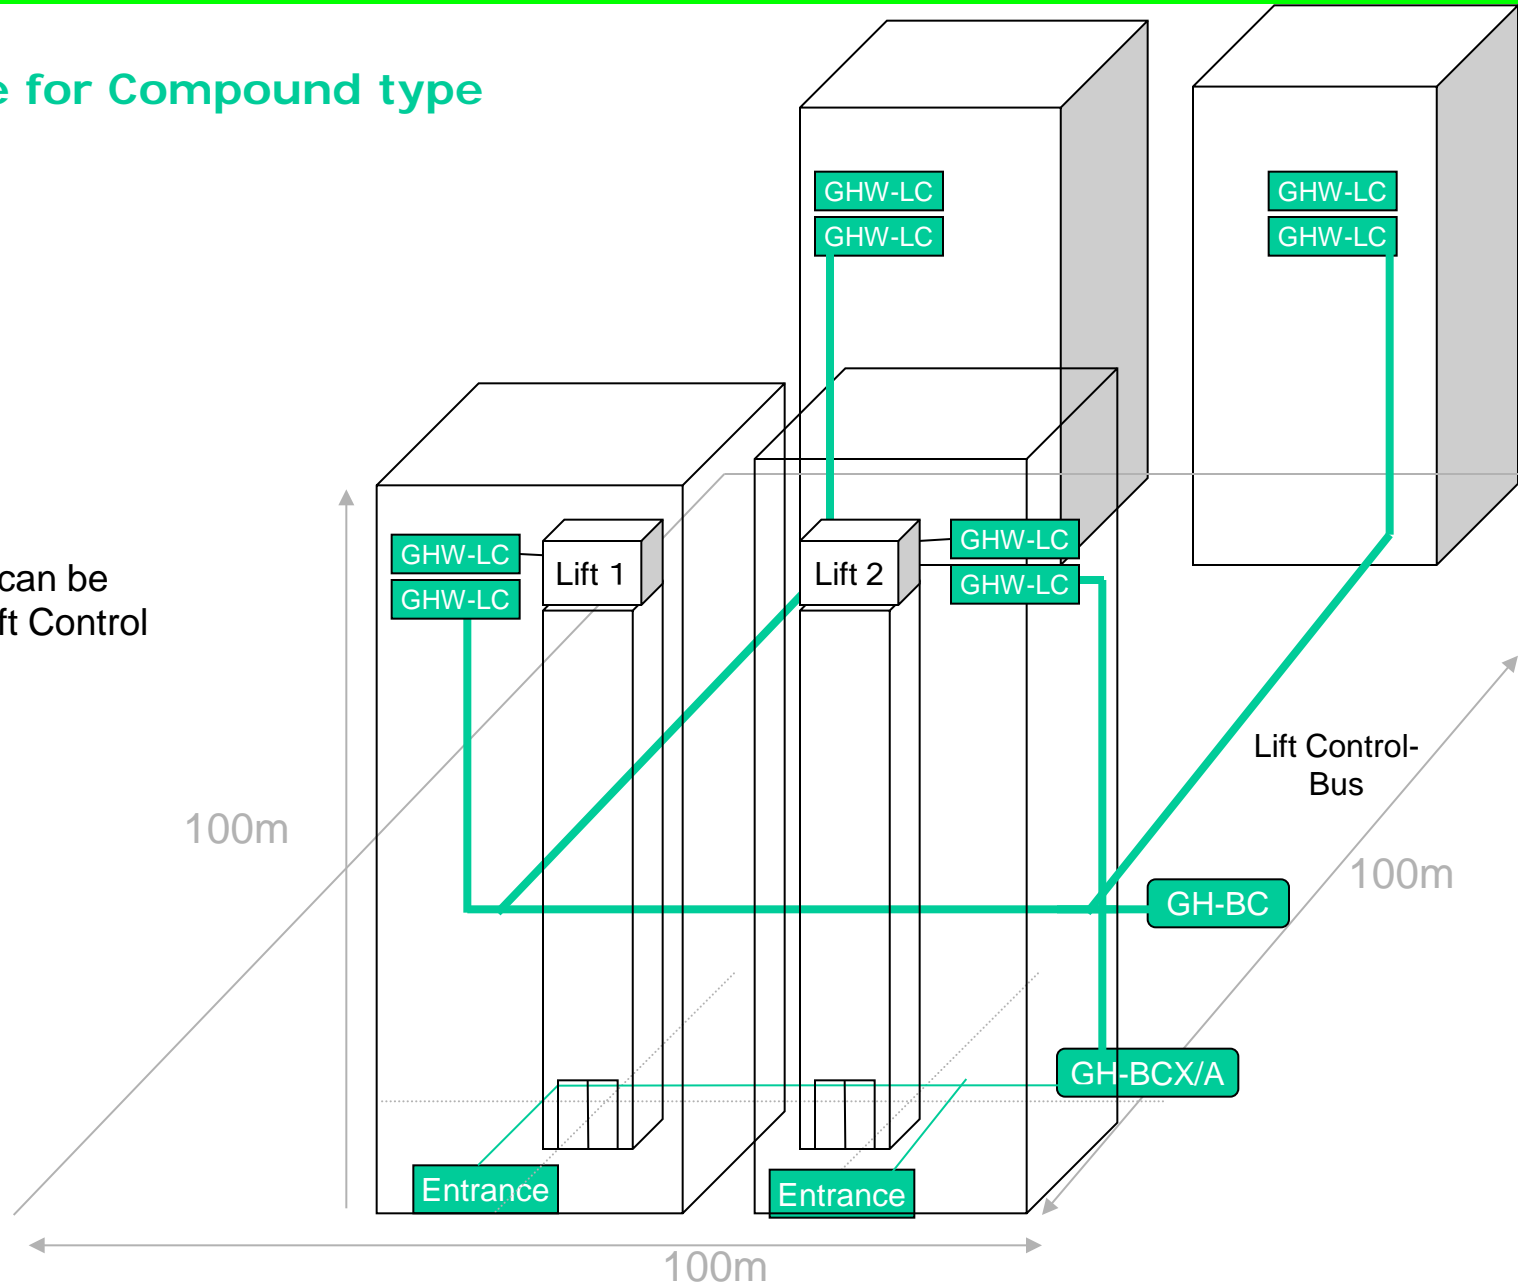 e for Compound type
GHW-LC
GHW-LC
GHW-LC
GHW-LC
GHW-LC
GHW-LC
Lift 1
Lift 2
GHW-LC
GHW-LC
can be
ft Control
Lift Control-
Bus
100m
100m
GH-BC
GH-BCX/A
Entrance
Entrance
100m